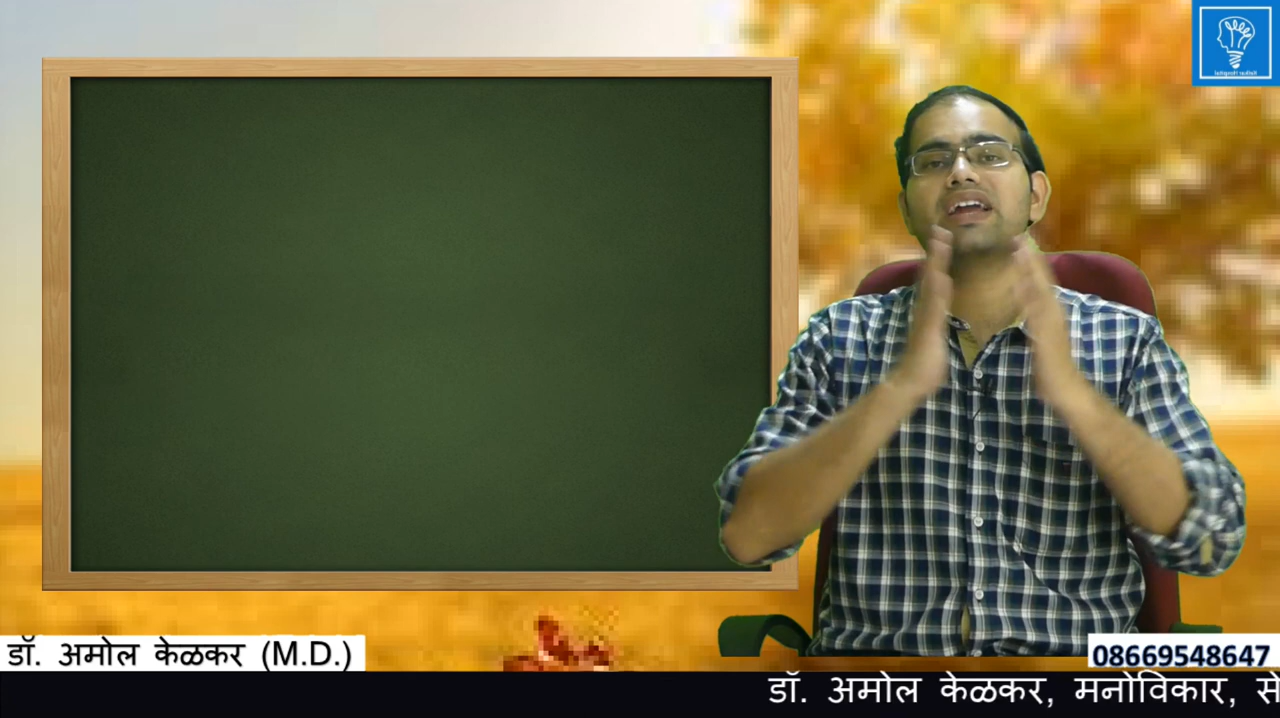 डॉ. अमोल केळकर (M.D.)
08669548647
डॉ. अमोल केळकर, मनोविकार, से